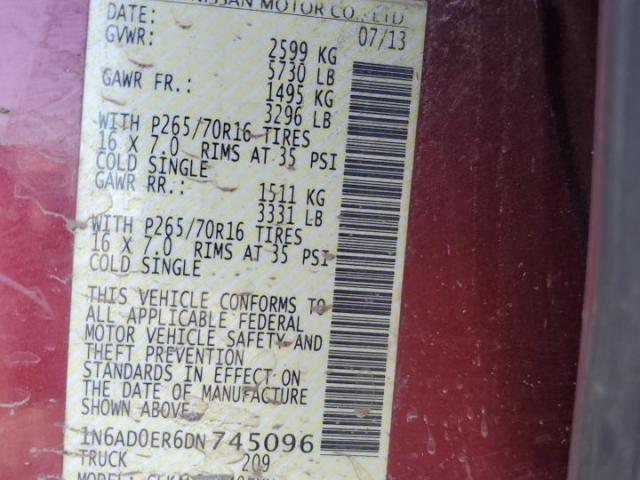 MOTOR CO., LTD
DATE: 07/13
GVWR: 2599 KG
5730 LB
GAWR FR.: 1495 KG
3296 LB
WITH P265/70R16 TIRES
16 X 7.0 RIMS AT 35 PSI
COLD SINGLE
GAWR RR.: 1511 KG
3331 LB
WITH P265/70R16 TIRES
16 X 7.0 RIMS AT 35 PSI
COLD SINGLE
THIS VEHICLE CONFORMS TO
ALL APPLICABLE FEDERAL
MOTOR VEHICLE SAFETY AND
THEFT PREVENTION
STANDARDS IN EFFECT ON
THE DATE OF MANUFACTURE
SHOWN ABOVE.
1N6AD0ER6DN745096
TRUCK 209